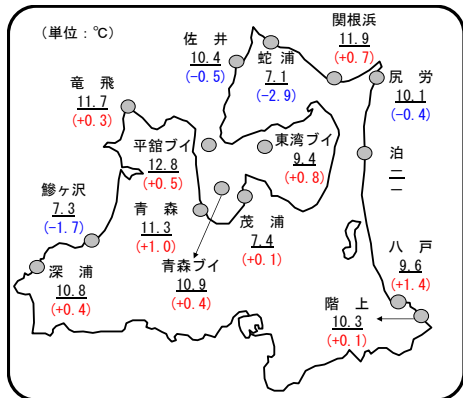 (単位：℃)
関根浜
11.9
(+0.7)
佐井
10.4
(-0.5)
蛇浦
7.1
(-2.9)
尻労
10.1
(-0.4)
竜飛
11.7
(+0.3)
平舘ブイ
12.8
(+0.5)
東湾ブイ
9.4
(+0.8)
泊
二
一
鰺ヶ沢
7.3
(-1.7)
青森
11.3
(+1.0)
茂浦
7.4
(+0.1)
青森ブイ
10.9
(+0.4)
八戸
9.6
(+1.4)
深浦
10.8
(+0.4)
階上
10.3
(+0.1)